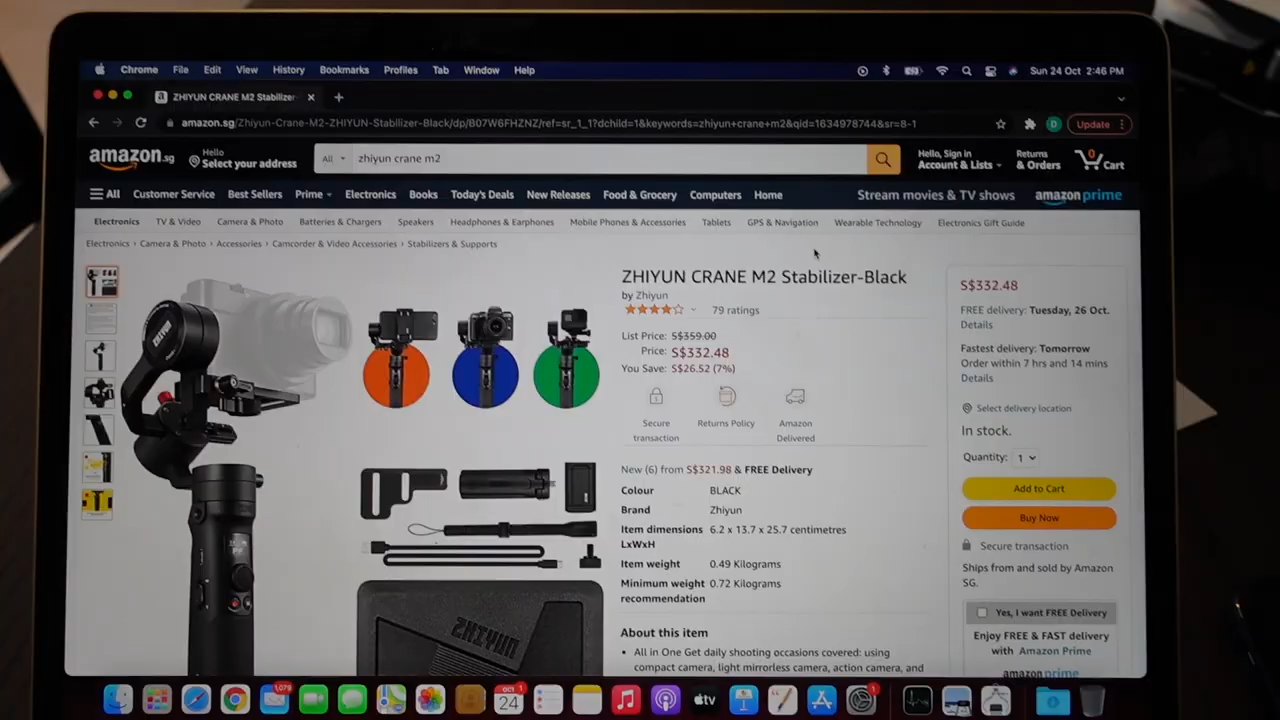 Chrome File Edit View History Bookmarks Profiles Tab Window Help Sun 24 Oct 2:46 PM
ZHIYUN CRANE M2 Stabilizer-
amazon.sg/Zhiyun-Crane-M2-ZHIYUN-Stabilizer-Black/dp/B07W6FHZNZ/ref=sr_1_1?dchild=1&keywords=zhiyun+crane+m2&qid=1634978744&sr=8-1 D Update
amazon.sg Hello Select your address All zhiyun crane m2 Hello, Sign in Account & Lists Returns & Orders 0 Cart
All Customer Service Best Sellers Prime Electronics Books Today's Deals New Releases Food & Grocery Computers Home Stream movies & TV shows amazon prime
Electronics TV & Video Camera & Photo Batteries & Chargers Speakers Headphones & Earphones Mobile Phones & Accessories Tablets GPS & Navigation Wearable Technology Electronics Gift Guide
Electronics › Camera & Photo › Accessories › Camcorder & Video Accessories › Stabilizers & Supports
ZHIYUN
ZHIYUN
ZHIYUN CRANE M2 Stabilizer-Black
by Zhiyun
79 ratings
List Price: S$359.00
Price: S$332.48
You Save: S$26.52 (7%)
Secure transaction
Returns Policy
Amazon Delivered
New (6) from S$321.98 & FREE Delivery
Colour BLACK
Brand Zhiyun
Item dimensions LxWxH 6.2 x 13.7 x 25.7 centimetres
Item weight 0.49 Kilograms
Minimum weight recommendation 0.72 Kilograms
About this item
• All in One Get daily shooting occasions covered: using
compact camera, light mirrorless camera, action camera, and
S$332.48
FREE delivery: Tuesday, 26 Oct.
Details
Fastest delivery: Tomorrow
Order within 7 hrs and 14 mins
Details
Select delivery location
In stock.
Quantity: 1
Add to Cart
Buy Now
Secure transaction
Ships from and sold by Amazon
SG.
Yes, I want FREE Delivery
Enjoy FREE & FAST delivery
with Amazon Prime
amazon prime
1,079
OCT
24
1
tv
1